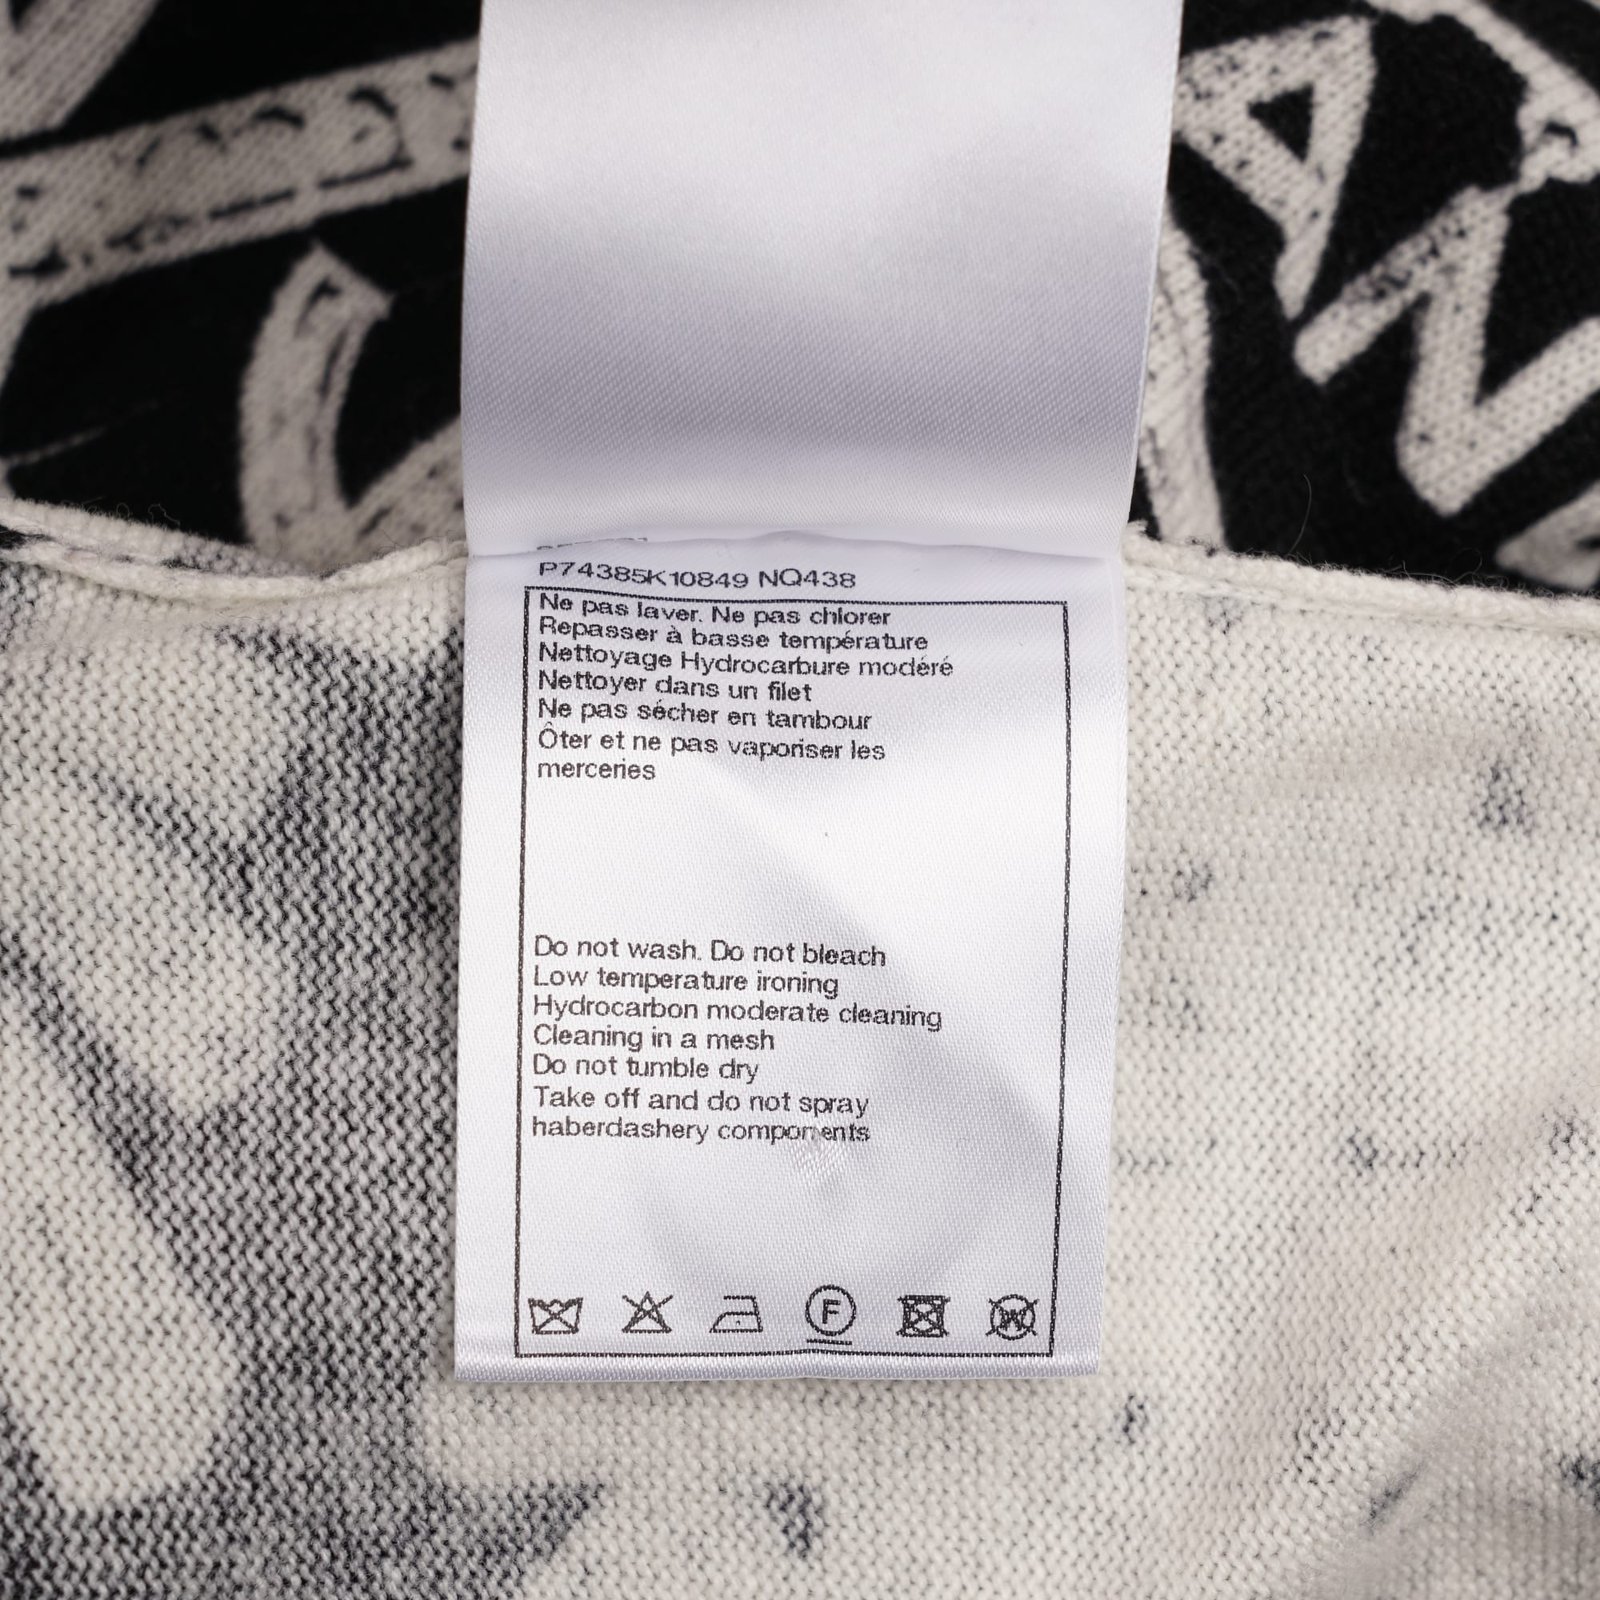 P74385K10849 NQ438
Ne pas laver. Ne pas chlorer
Repasser à basse température
Nettoyage Hydrocarbure modéré
Nettoyer dans un filet
Ne pas sécher en tambour
Ôter et ne pas vaporiser les
merceries
Do not wash. Do not bleach
Low temperature ironing
Hydrocarbon moderate cleaning
Cleaning in a mesh
Do not tumble dry
Take off and do not spray
haberdashery components
F W